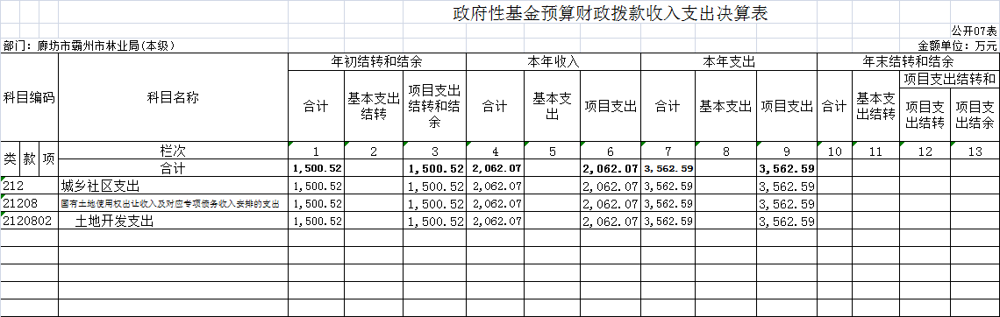 政府性基金预算财政拨款收入支出决算表
公开07表
部门：廊坊市霸州市林业局(本级) 金额单位：万元
科目编码 科目名称 年初结转和结余 本年收入 本年支出 年末结转和结余
合计 基本支出结转 项目支出结转和结余 合计 基本支出 项目支出 合计 基本支出 项目支出 合计 基本支出结转 项目支出结转和
项目支出结转 项目支出结余
类 款 项 栏次 1 2 3 4 5 6 7 8 9 10 11 12 13
合计 1,500.52 1,500.52 2,062.07 2,062.07 3,562.59 3,562.59
212 城乡社区支出 1,500.52 1,500.52 2,062.07 2,062.07 3,562.59 3,562.59
21208 国有土地使用权出让收入及对应专项债务收入安排的支出 1,500.52 1,500.52 2,062.07 2,062.07 3,562.59 3,562.59
2120802 土地开发支出 1,500.52 1,500.52 2,062.07 2,062.07 3,562.59 3,562.59